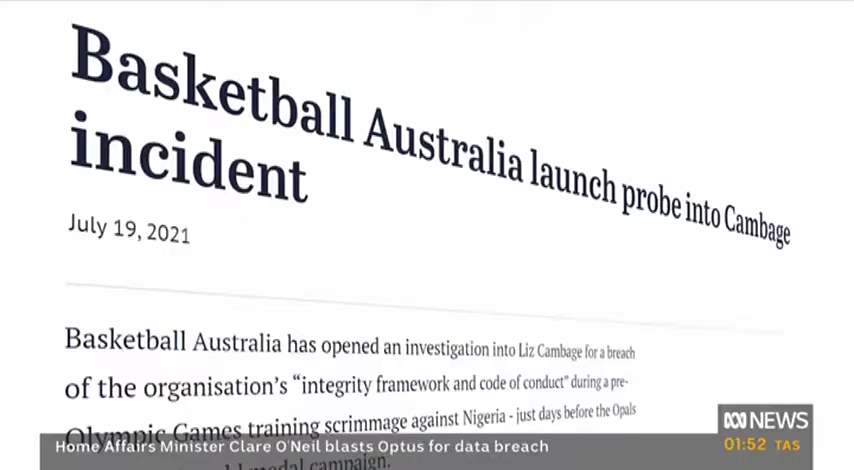 Basketball Australia launch probe into Cambage
incident
July 19, 2021
Basketball Australia has opened an investigation into Liz Cambage for a breach
of the organisation's “integrity framework and code of conduct” during a pre-
Olympic Games training scrimmage against Nigeria - just days before the Opals
medal campaign.
Home Affairs Minister Clare O'Neil blasts Optus for data breach
NEWS
01:52 TAS